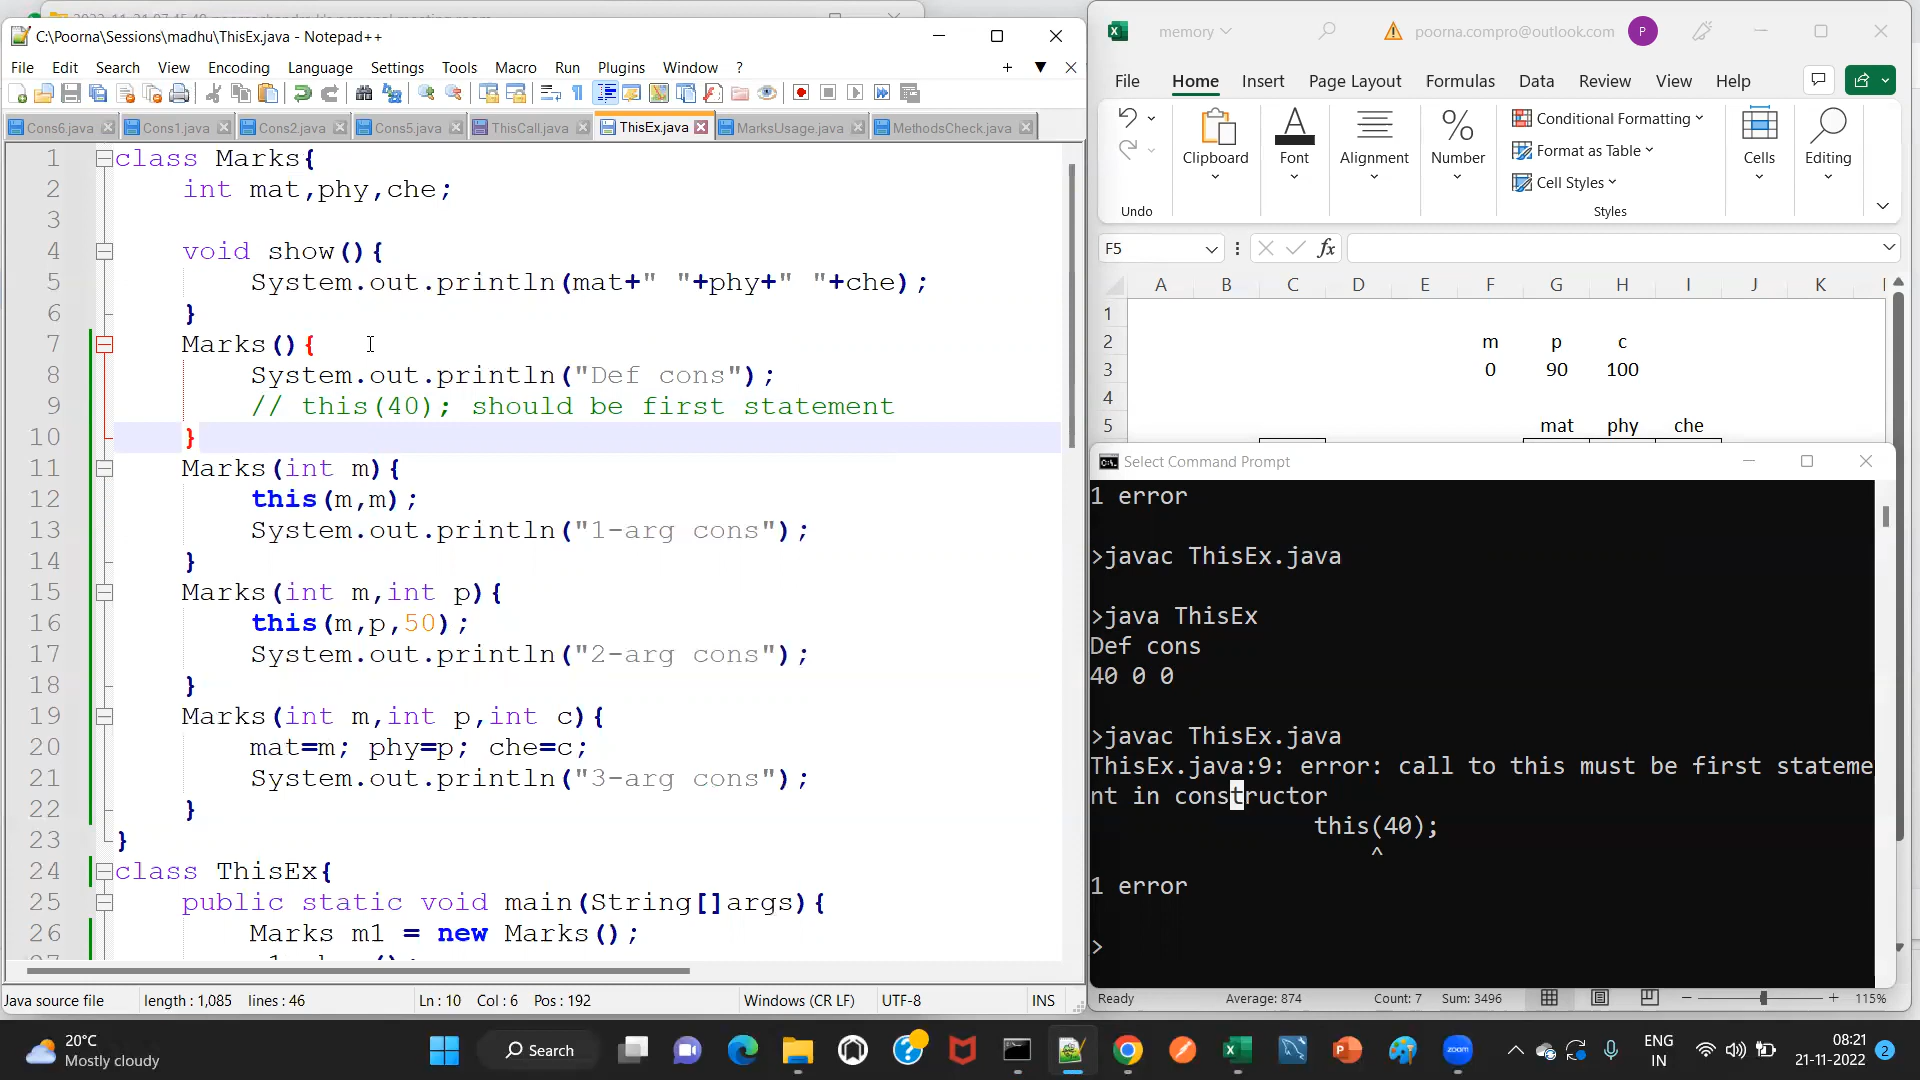 C:\Poorna\Sessions\madhu\ThisEx.java - Notepad++
File Edit Search View Encoding Language Settings Tools Macro Run Plugins Window ?
Cons6.java Cons1.java Cons2.java Cons5.java ThisCall.java ThisEx.java MarksUsage.java MethodsCheck.java
1 class Marks{
2 int mat,phy,che;
3
4 void show(){
5 System.out.println(mat+" "+phy+" "+che);
6 }
7 Marks(){
8 System.out.println("Def cons");
9 // this(40); should be first statement
10 }
11 Marks(int m){
12 this(m,m);
13 System.out.println("1-arg cons");
14 }
15 Marks(int m,int p){
16 this(m,p,50);
17 System.out.println("2-arg cons");
18 }
19 Marks(int m,int p,int c){
20 mat=m; phy=p; che=c;
21 System.out.println("3-arg cons");
22 }
23 }
24 class ThisEx{
25 public static void main(String[]args){
26 Marks m1 = new Marks();
Java source file length : 1,085 lines : 46 Ln : 10 Col : 6 Pos : 192 Windows (CR LF) UTF-8 INS
memory poorna.compro@outlook.com P
File Home Insert Page Layout Formulas Data Review View Help
Clipboard Font Alignment Number Conditional Formatting Format as Table Cell Styles Cells Editing
Undo Styles
F5 fx
A B C D E F G H I J K
1
2 m p c
3 0 90 100
4
5 mat phy che
Select Command Prompt
1 error
>javac ThisEx.java
>java ThisEx
Def cons
40 0 0
>javac ThisEx.java
ThisEx.java:9: error: call to this must be first stateme
nt in constructor
this(40);
^
1 error
>
Ready Average: 874 Count: 7 Sum: 3496 115%
20°C
Mostly cloudy
Search
zoom
ENG
IN
08:21
21-11-2022
2